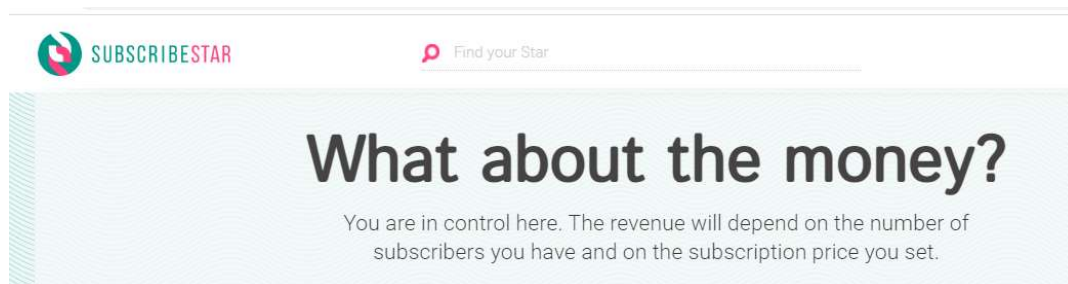 SUBSCRIBESTAR
Find your Star
What about the money?
You are in control here. The revenue will depend on the number of
subscribers you have and on the subscription price you set.